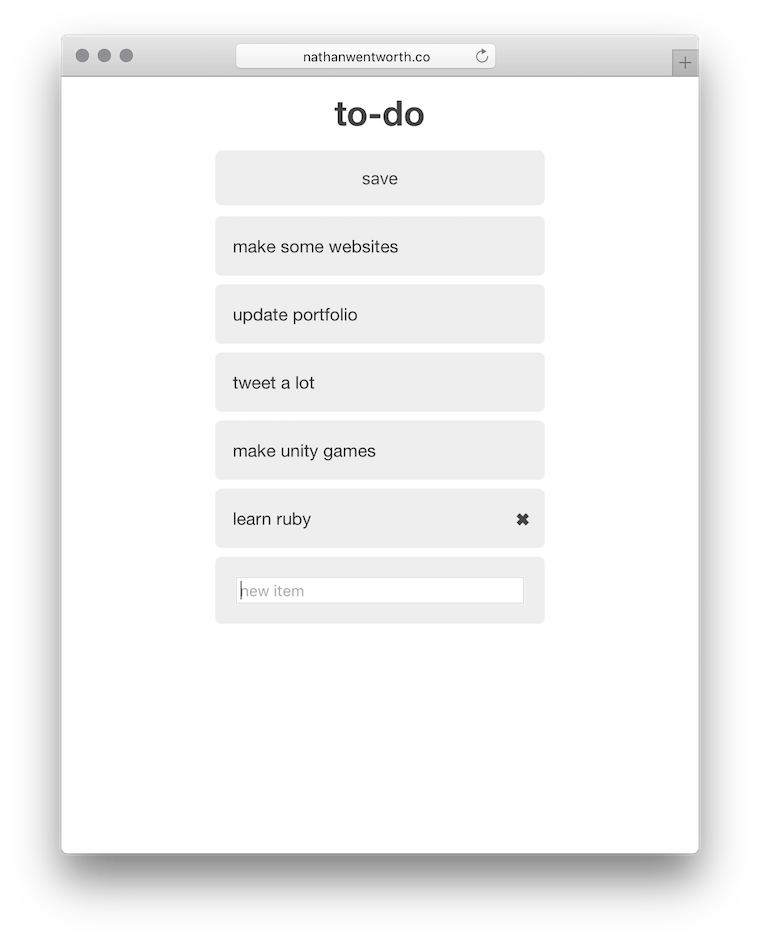 nathanwentworth.co
to-do
save
make some websites
update portfolio
tweet a lot
make unity games
learn ruby
new item